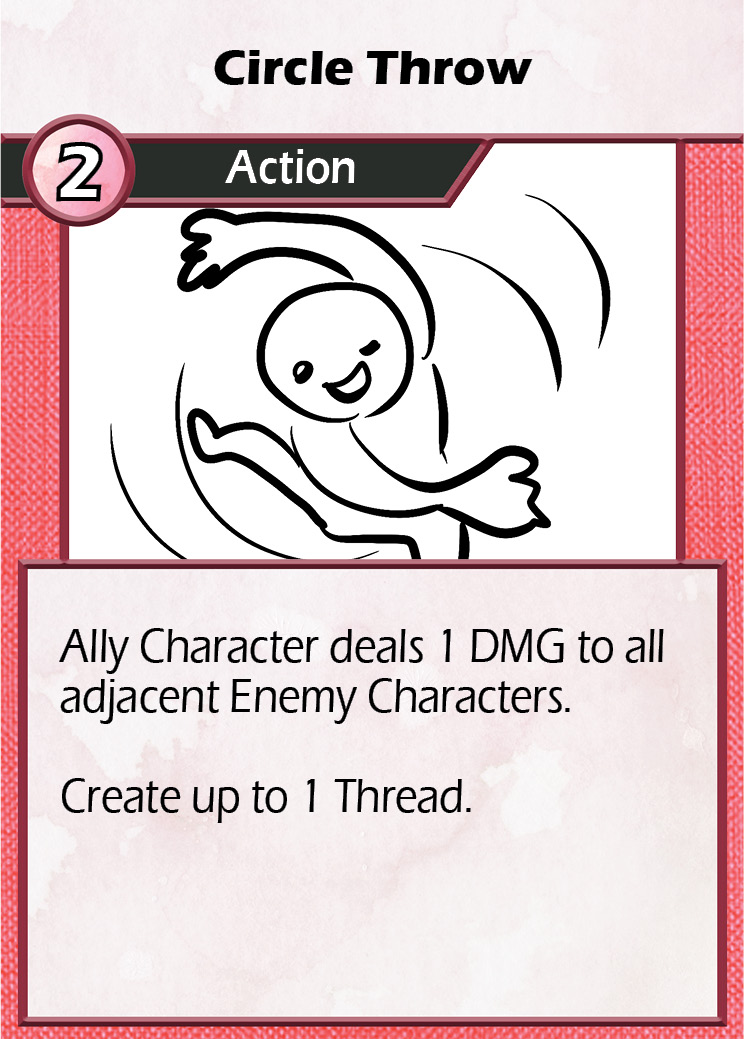 Circle Throw
2
Action
Ally Character deals 1 DMG to all
adjacent Enemy Characters.
Create up to 1 Thread.